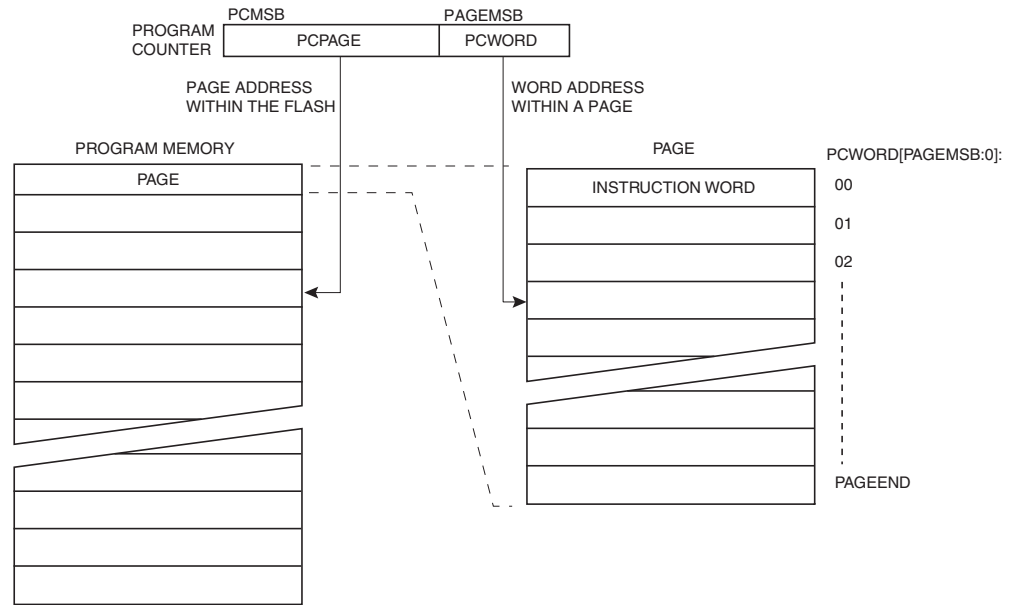 PCMSB
PAGEMSB
PROGRAM
COUNTER
PCPAGE
PCWORD
PAGE ADDRESS
WITHIN THE FLASH
WORD ADDRESS
WITHIN A PAGE
PROGRAM MEMORY
PAGE
PAGE
INSTRUCTION WORD
PCWORD[PAGEMSB:0]:
00
01
02
PAGEEND